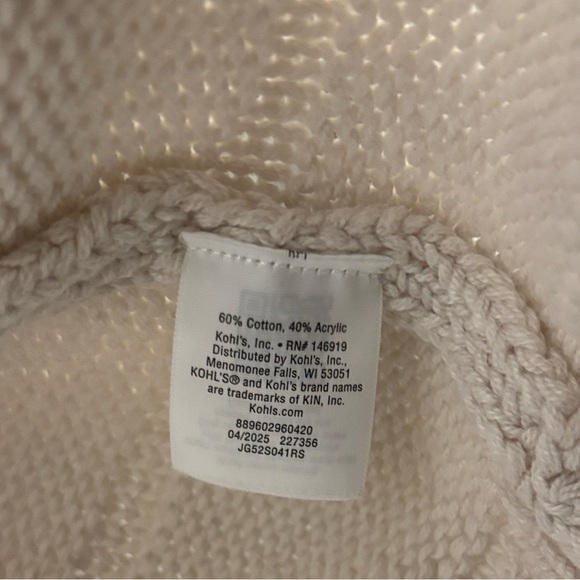 60% Cotton, 40% Acrylic
Kohl's, Inc. • RN# 146919
Distributed by Kohl's, Inc.,
Menomonee Falls, WI 53051
KOHL'S® and Kohl's brand names
are trademarks of KIN, Inc.
Kohls.com
889602960420
04/2025 227356
JG52S041RS